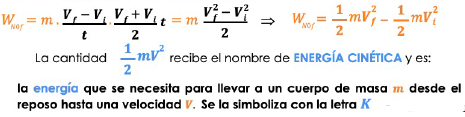 W_Nof = m · (V_f − V_i)/t · (V_f + V_i)/2 t = m (V_f² − V_i²)/2 ⇒ W_Nof = 1/2 mV_f² − 1/2 mV_i²
La cantidad 1/2 mV² recibe el nombre de ENERGÍA CINÉTICA y es:
la energía que se necesita para llevar a un cuerpo de masa m desde el
reposo hasta una velocidad V. Se la simboliza con la letra K